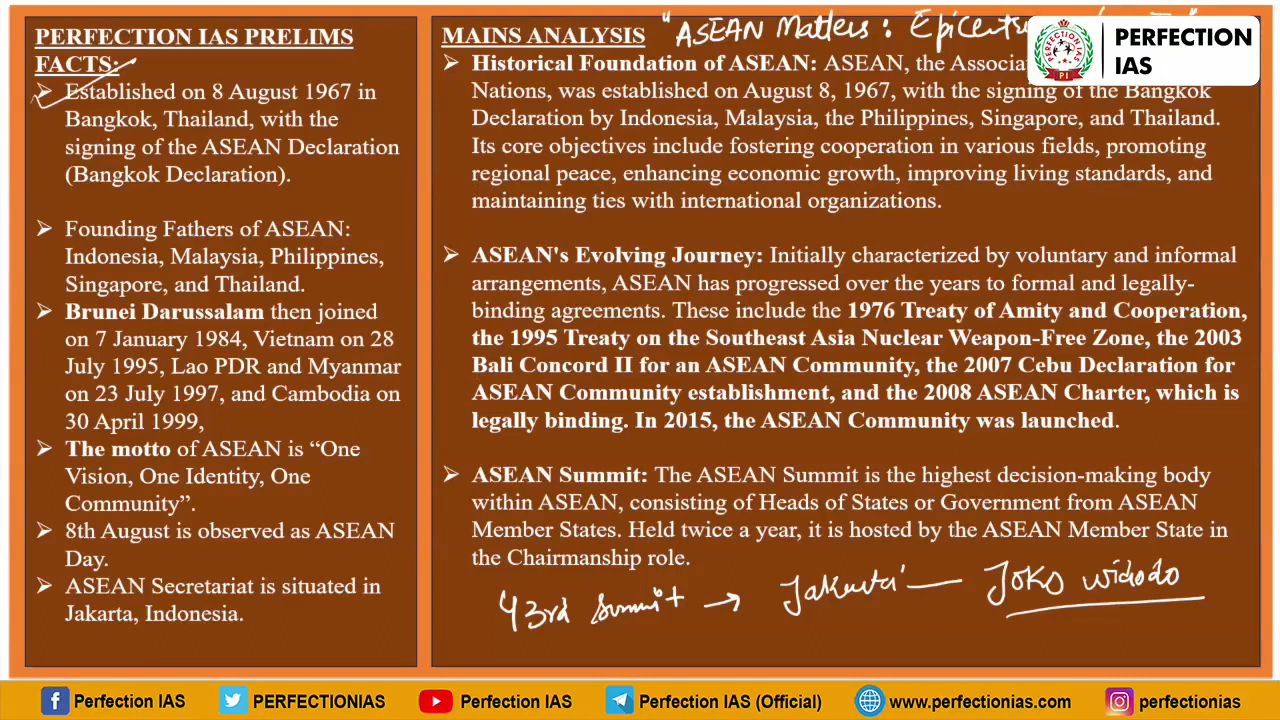 PERFECTION IAS PRELIMS
FACTS:
➤ Established on 8 August 1967 in
Bangkok, Thailand, with the
signing of the ASEAN Declaration
(Bangkok Declaration).
➤ Founding Fathers of ASEAN:
Indonesia, Malaysia, Philippines,
Singapore, and Thailand.
➤ Brunei Darussalam then joined
on 7 January 1984, Vietnam on 28
July 1995, Lao PDR and Myanmar
on 23 July 1997, and Cambodia on
30 April 1999,
➤ The motto of ASEAN is “One
Vision, One Identity, One
Community”.
➤ 8th August is observed as ASEAN
Day.
➤ ASEAN Secretariat is situated in
Jakarta, Indonesia.
"ASEAN Matters: Epicentr
MAINS ANALYSIS
➤ Historical Foundation of ASEAN: ASEAN, the Associa
Nations, was established on August 8, 1967, with the signing of the Bangkok
Declaration by Indonesia, Malaysia, the Philippines, Singapore, and Thailand.
Its core objectives include fostering cooperation in various fields, promoting
regional peace, enhancing economic growth, improving living standards, and
maintaining ties with international organizations.
➤ ASEAN's Evolving Journey: Initially characterized by voluntary and informal
arrangements, ASEAN has progressed over the years to formal and legally-
binding agreements. These include the 1976 Treaty of Amity and Cooperation,
the 1995 Treaty on the Southeast Asia Nuclear Weapon-Free Zone, the 2003
Bali Concord II for an ASEAN Community, the 2007 Cebu Declaration for
ASEAN Community establishment, and the 2008 ASEAN Charter, which is
legally binding. In 2015, the ASEAN Community was launched.
➤ ASEAN Summit: The ASEAN Summit is the highest decision-making body
within ASEAN, consisting of Heads of States or Government from ASEAN
Member States. Held twice a year, it is hosted by the ASEAN Member State in
the Chairmanship role.
43rd Summit → Jakarta — Joko Widodo
PERFECTION
IAS
PERFECTION IAS
PI
Perfection IAS
PERFECTIONIAS
Perfection IAS
Perfection IAS (Official)
www.perfectionias.com
perfectionias